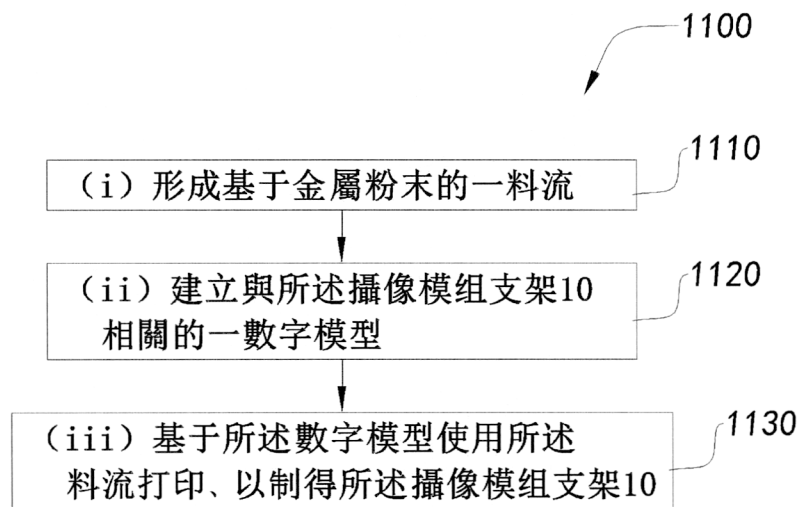 1100
1110
（i）形成基于金屬粉末的一料流
1120
（ii）建立與所述攝像模组支架10
相關的一數字模型
1130
（iii）基于所述數字模型使用所述
料流打印、以制得所述攝像模组支架10